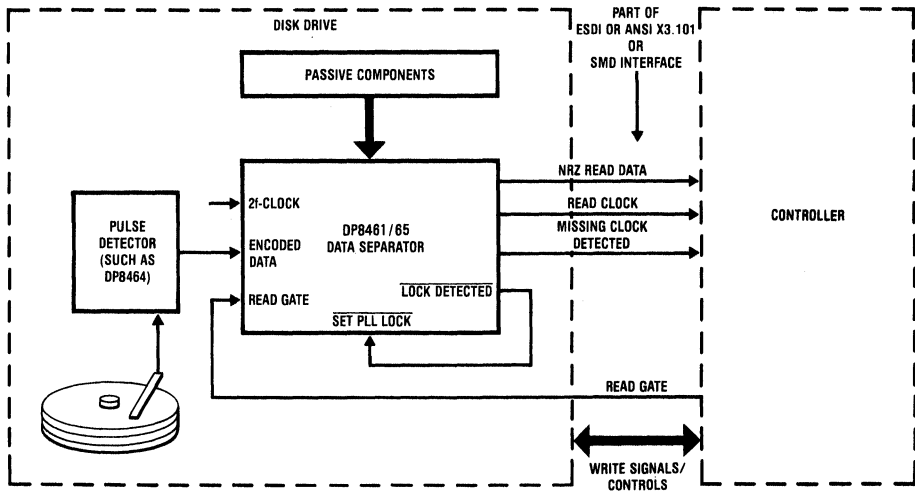 DISK DRIVE
PART OF
ESDI OR ANSI X3.101
OR
SMD INTERFACE
PASSIVE COMPONENTS
PULSE
DETECTOR
(SUCH AS
DP8464)
2f-CLOCK
ENCODED
DATA
READ GATE
DP8461/65
DATA SEPARATOR
LOCK DETECTED
SET PLL LOCK
NRZ READ DATA
READ CLOCK
MISSING CLOCK
DETECTED
CONTROLLER
READ GATE
WRITE SIGNALS/
CONTROLS